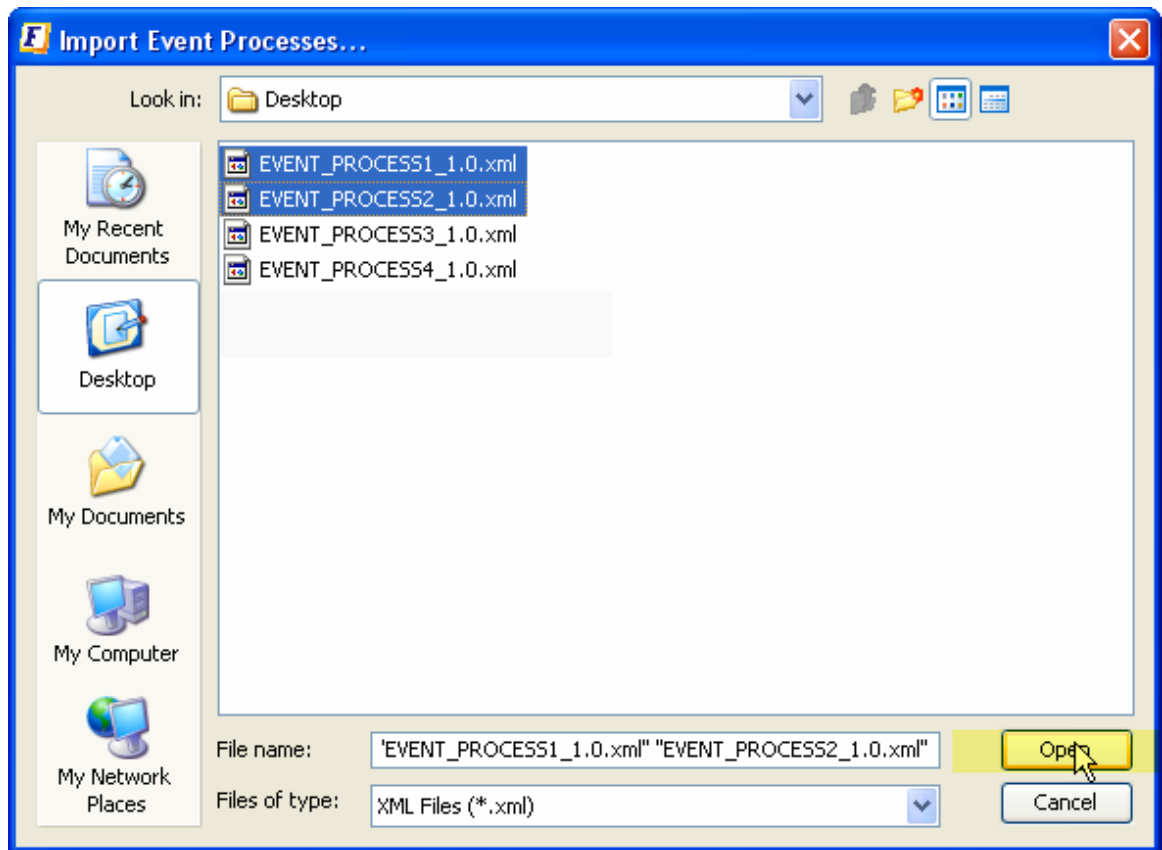 Import Event Processes...
Look in:
Desktop
EVENT_PROCESS1_1.0.xml
EVENT_PROCESS2_1.0.xml
EVENT_PROCESS3_1.0.xml
EVENT_PROCESS4_1.0.xml
My Recent
Documents
Desktop
My Documents
My Computer
My Network
Places
File name:
'EVENT_PROCESS1_1.0.xml" "EVENT_PROCESS2_1.0.xml"
Open
Files of type:
XML Files (*.xml)
Cancel